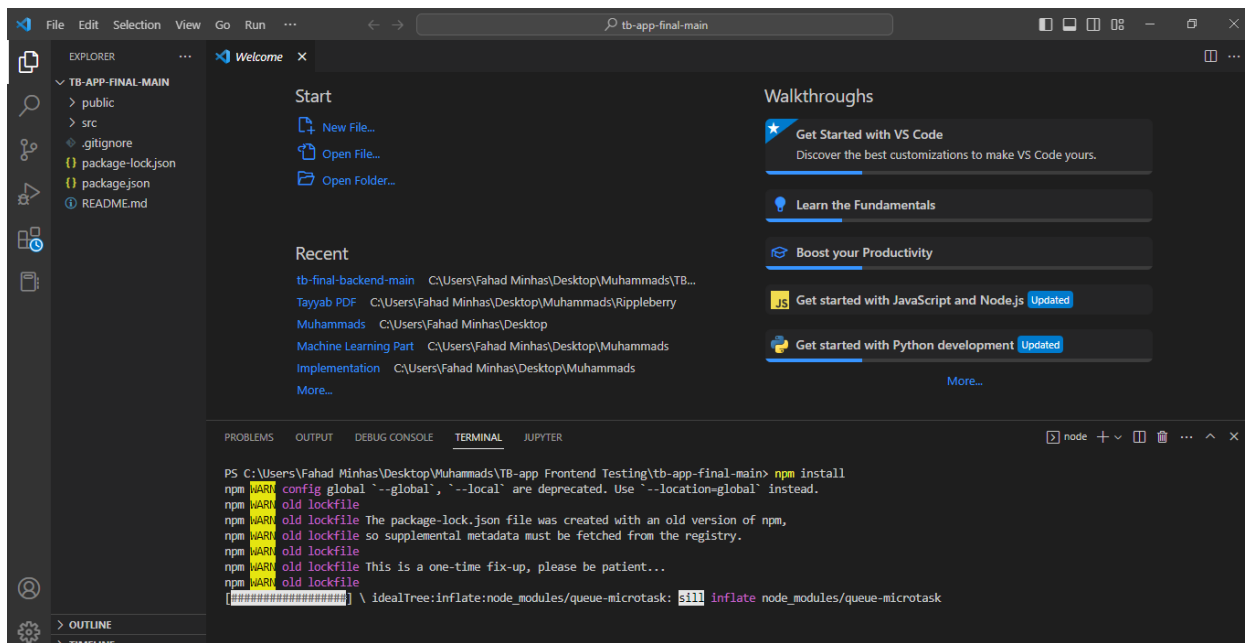 File Edit Selection View Go Run ··· tb-app-final-main
EXPLORER ···
Welcome
TB-APP-FINAL-MAIN
public
src
.gitignore
{} package-lock.json
{} package.json
README.md
OUTLINE
Start
New File...
Open File...
Open Folder...
Recent
tb-final-backend-main C:\Users\Fahad Minhas\Desktop\Muhammads\TB...
Tayyab PDF C:\Users\Fahad Minhas\Desktop\Muhammads\Rippleberry
Muhammads C:\Users\Fahad Minhas\Desktop
Machine Learning Part C:\Users\Fahad Minhas\Desktop\Muhammads
Implementation C:\Users\Fahad Minhas\Desktop\Muhammads
More...
Walkthroughs
Get Started with VS Code
Discover the best customizations to make VS Code yours.
Learn the Fundamentals
Boost your Productivity
JS Get started with JavaScript and Node.js Updated
Get started with Python development Updated
More...
PROBLEMS OUTPUT DEBUG CONSOLE TERMINAL JUPYTER node
PS C:\Users\Fahad Minhas\Desktop\Muhammads\TB-app Frontend Testing\tb-app-final-main> npm install
npm WARN config global `--global`, `--local` are deprecated. Use `--location=global` instead.
npm WARN old lockfile
npm WARN old lockfile The package-lock.json file was created with an old version of npm,
npm WARN old lockfile so supplemental metadata must be fetched from the registry.
npm WARN old lockfile
npm WARN old lockfile This is a one-time fix-up, please be patient...
npm WARN old lockfile
[##################] \ idealTree:inflate:node_modules/queue-microtask: sill inflate node_modules/queue-microtask